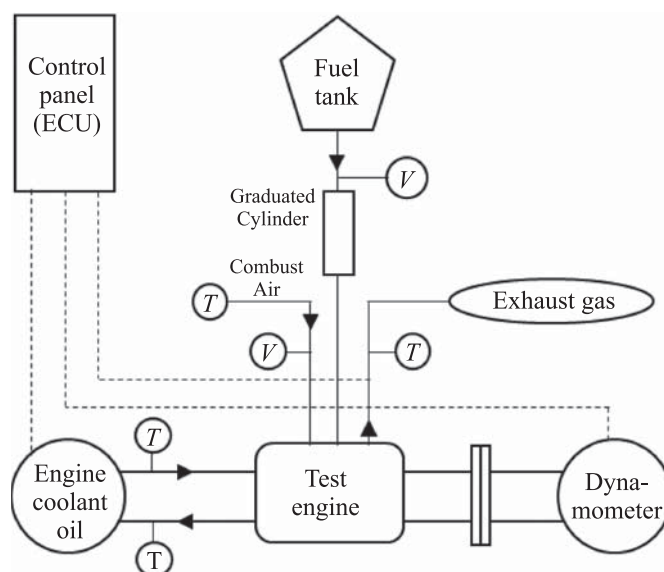 Control
panel
(ECU)
Fuel
tank
V
Graduated
Cylinder
Combust
Air
T
Exhaust gas
V
T
T
Engine
coolant
oil
Test
engine
Dyna-
mometer
T